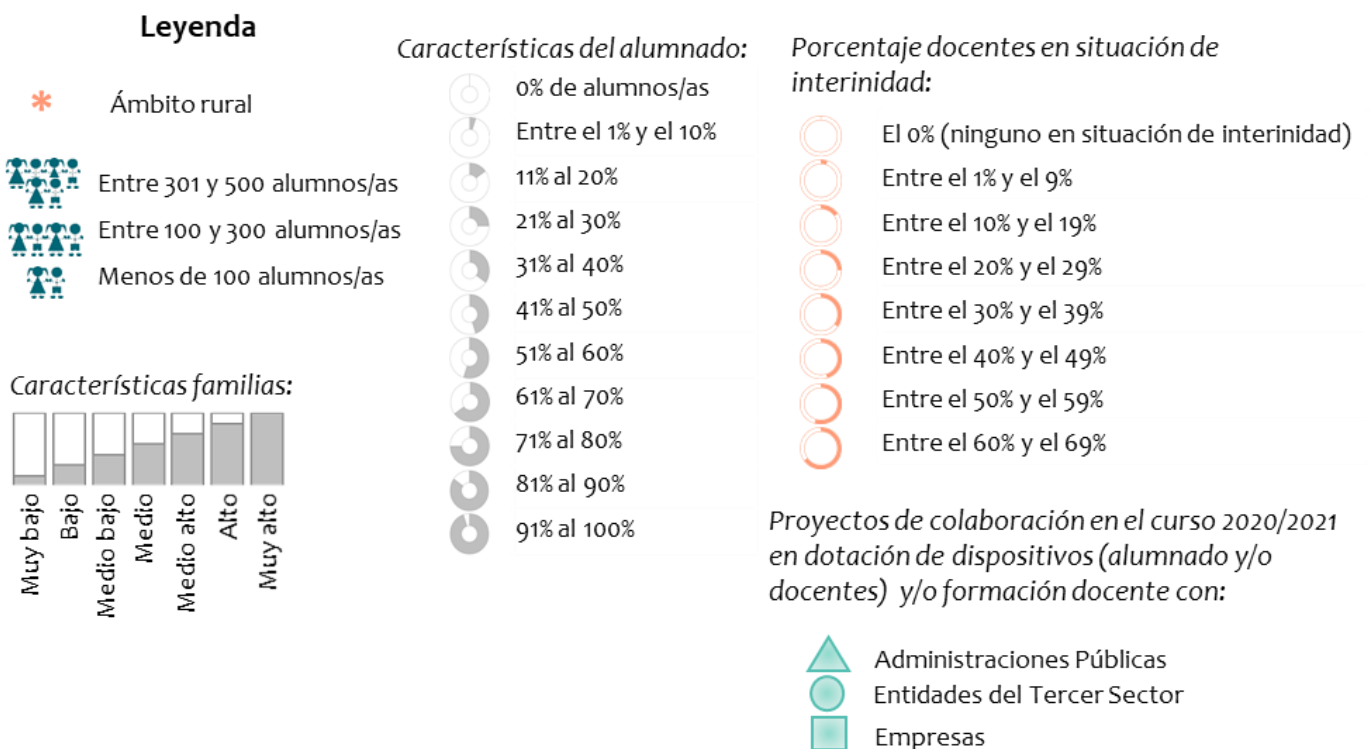 Leyenda
Ámbito rural
Entre 301 y 500 alumnos/as
Entre 100 y 300 alumnos/as
Menos de 100 alumnos/as
Características familias:
Muy bajo
Bajo
Medio bajo
Medio
Medio alto
Alto
Muy alto
Características del alumnado:
0% de alumnos/as
Entre el 1% y el 10%
11% al 20%
21% al 30%
31% al 40%
41% al 50%
51% al 60%
61% al 70%
71% al 80%
81% al 90%
91% al 100%
Porcentaje docentes en situación de
interinidad:
El 0% (ninguno en situación de interinidad)
Entre el 1% y el 9%
Entre el 10% y el 19%
Entre el 20% y el 29%
Entre el 30% y el 39%
Entre el 40% y el 49%
Entre el 50% y el 59%
Entre el 60% y el 69%
Proyectos de colaboración en el curso 2020/2021
en dotación de dispositivos (alumnado y/o
docentes) y/o formación docente con:
Administraciones Públicas
Entidades del Tercer Sector
Empresas